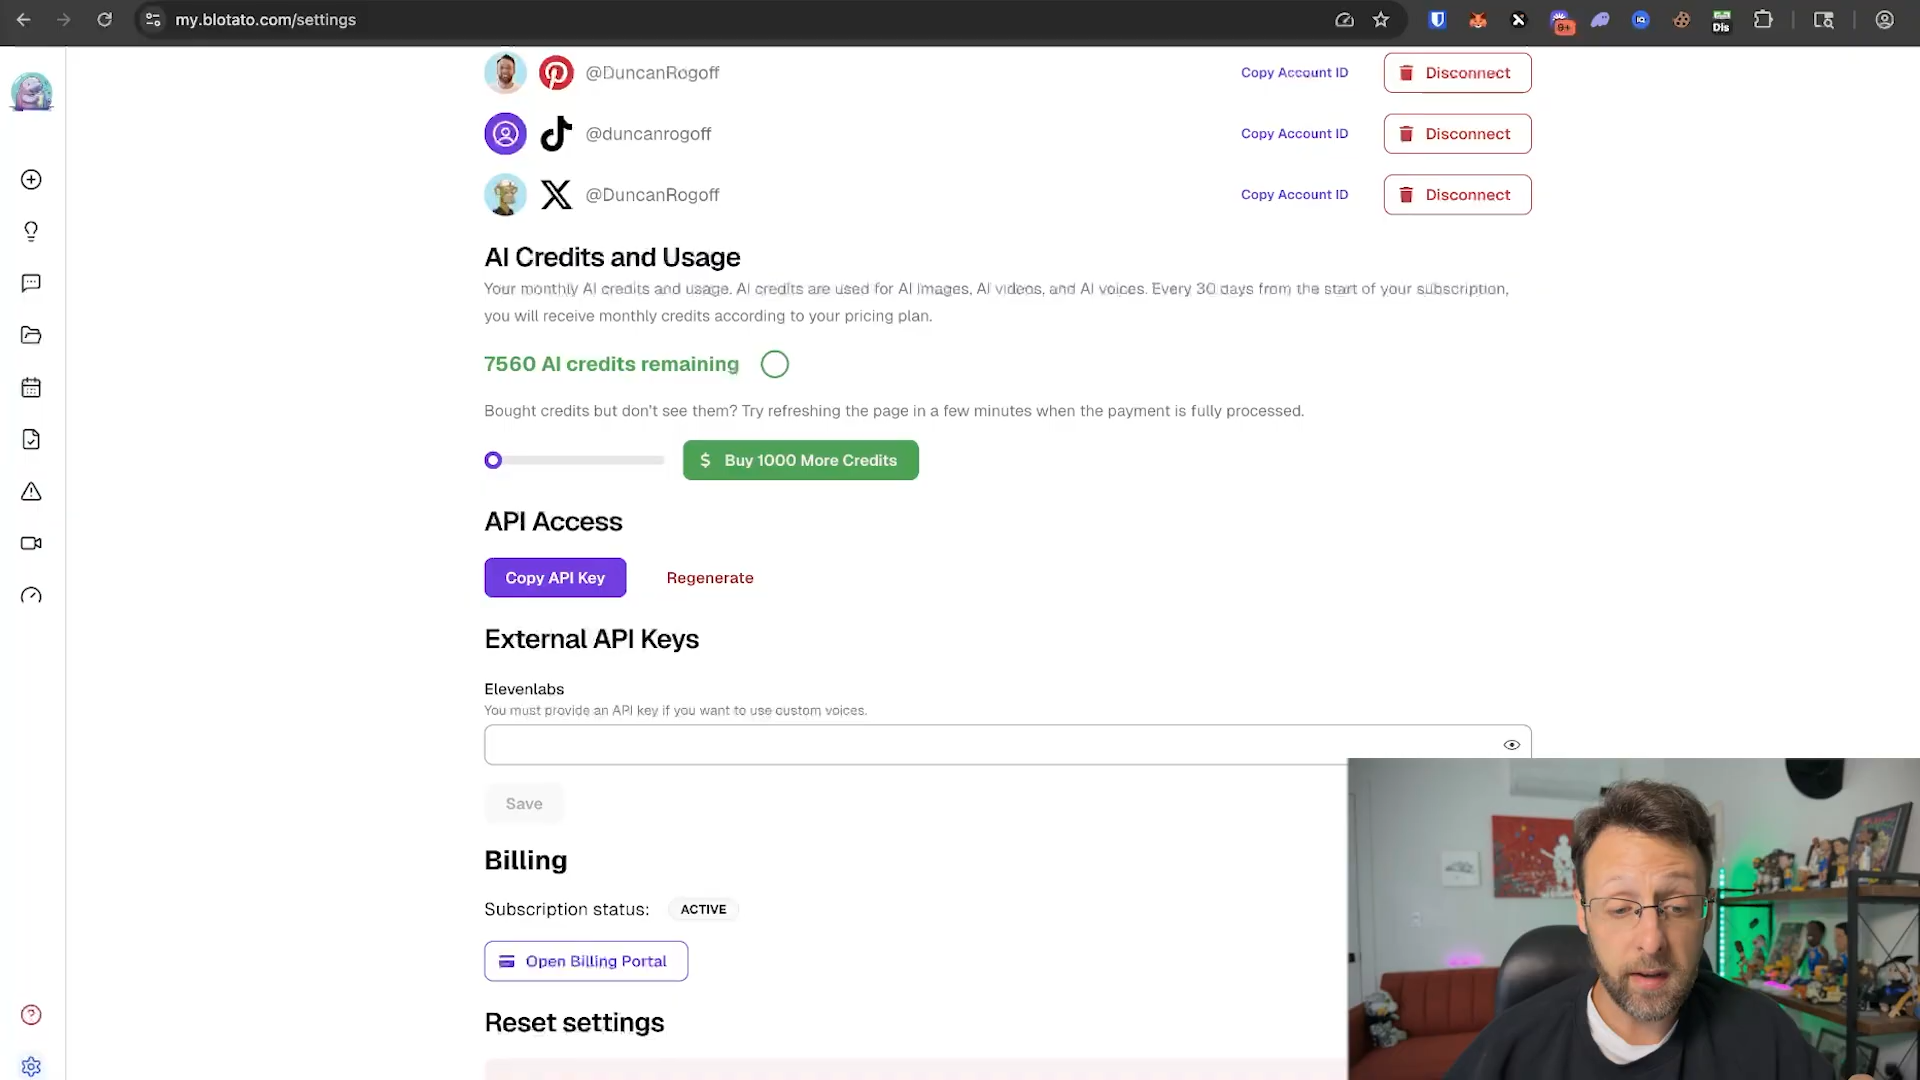 my.blotato.com/settings
9+
Dis
@DuncanRogoff
Copy Account ID
Disconnect
@duncanrogoff
Copy Account ID
Disconnect
@DuncanRogoff
Copy Account ID
Disconnect
AI Credits and Usage
Your monthly AI credits and usage. AI credits are used for AI images, AI videos, and AI voices. Every 30 days from the start of your subscription,
you will receive monthly credits according to your pricing plan.
7560 AI credits remaining
Bought credits but don't see them? Try refreshing the page in a few minutes when the payment is fully processed.
$ Buy 1000 More Credits
API Access
Copy API Key
Regenerate
External API Keys
Elevenlabs
You must provide an API key if you want to use custom voices.
Save
Billing
Subscription status: ACTIVE
Open Billing Portal
Reset settings